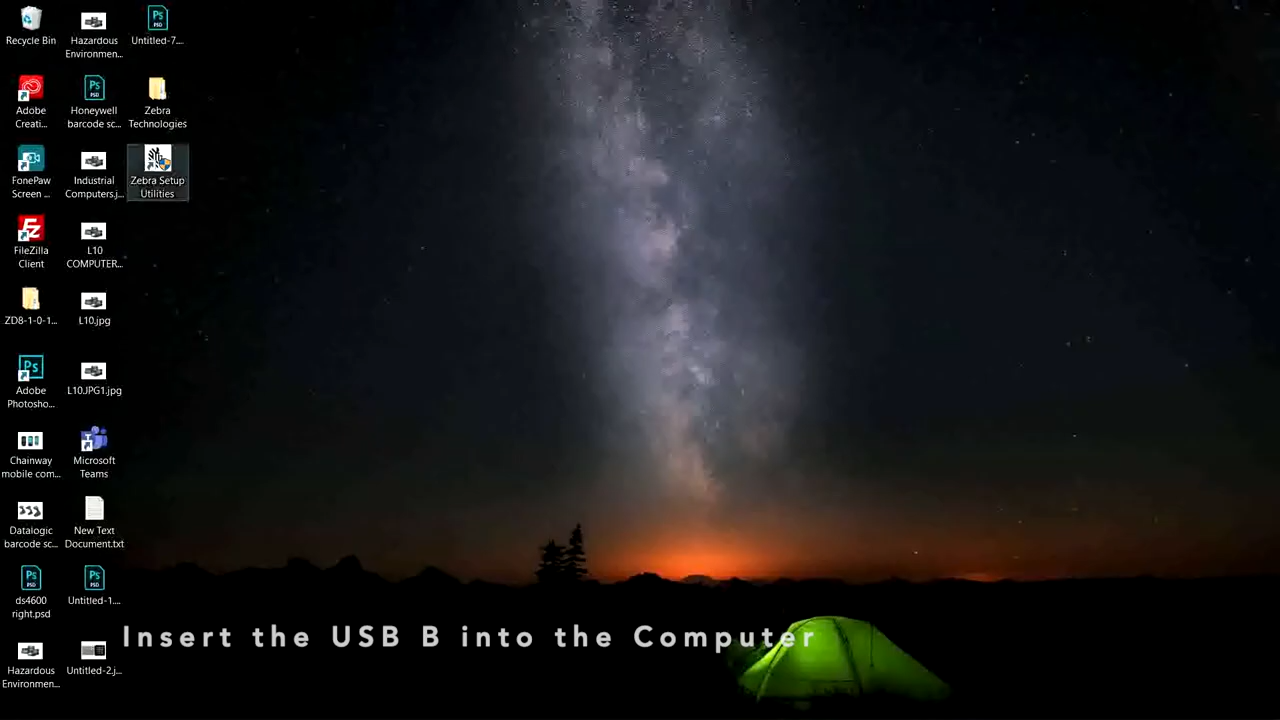 Recycle Bin
Hazardous
Environmen...
Untitled-7....
Adobe
Creati...
Honeywell
barcode sc...
Zebra
Technologies
FonePaw
Screen ...
Industrial
Computers.j...
Zebra Setup
Utilities
FileZilla
Client
L10
COMPUTER...
ZD8-1-0-1...
L10.jpg
Adobe
Photosho...
L10JPG1.jpg
Chainway
mobile com...
Microsoft
Teams
Datalogic
barcode sc...
New Text
Document.txt
ds4600
right.psd
Untitled-1....
Hazardous
Environmen...
Untitled-2.j...
Insert the USB B into the Computer